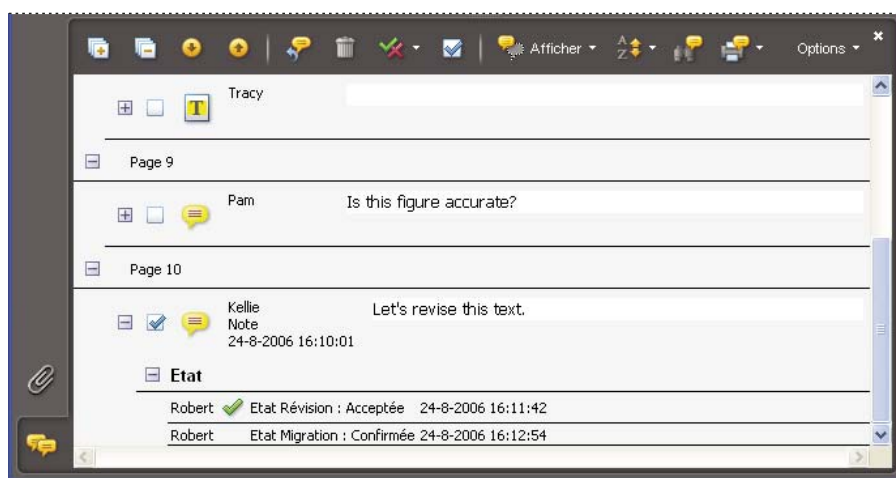 Afficher
A
Z
Options
Tracy
T
Page 9
Pam Is this figure accurate?
Page 10
Kellie Let's revise this text.
Note
24-8-2006 16:10:01
Etat
Robert Etat Révision : Acceptée 24-8-2006 16:11:42
Robert Etat Migration : Confirmée 24-8-2006 16:12:54